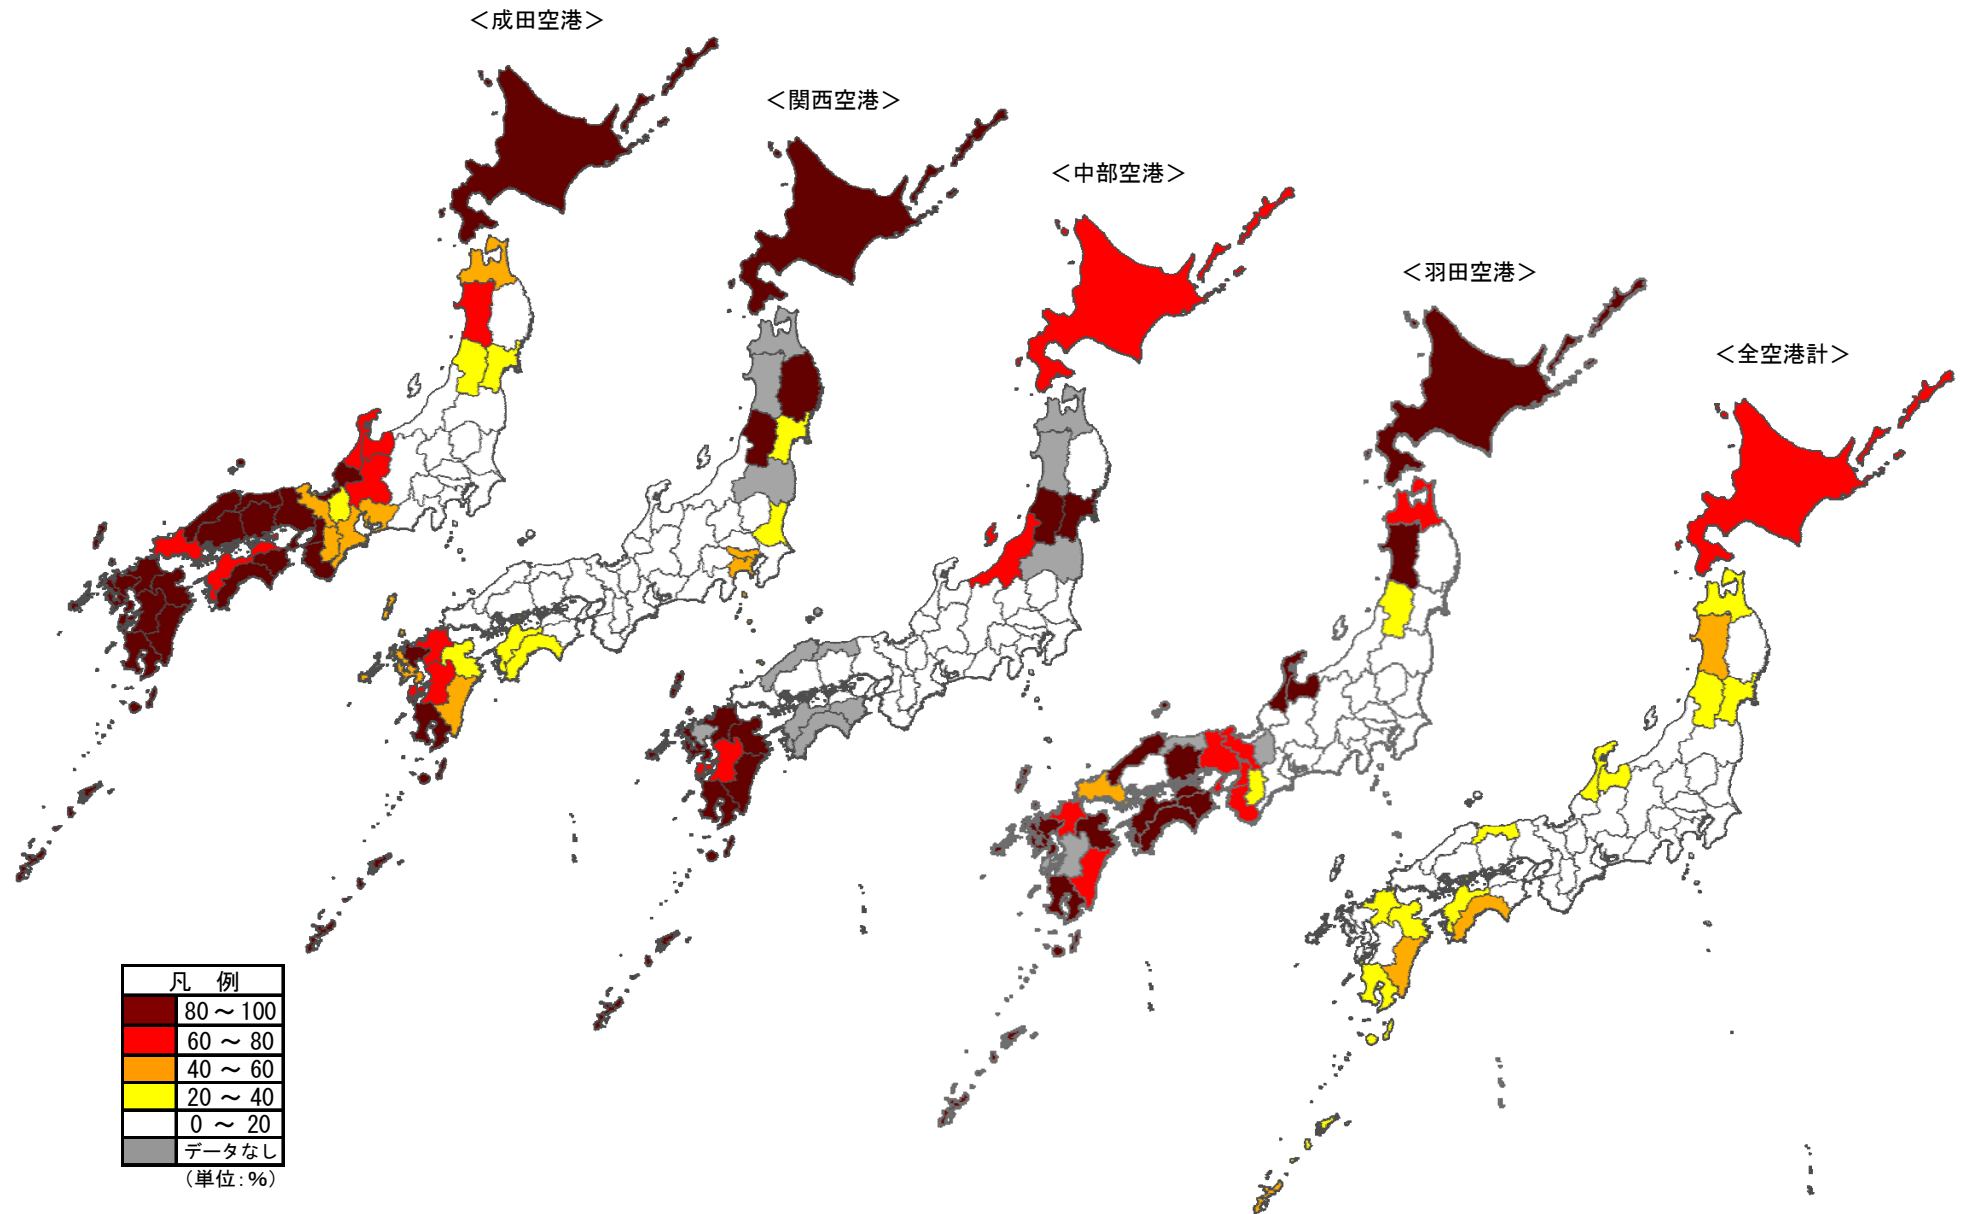 ＜成田空港＞
＜関西空港＞
＜中部空港＞
＜羽田空港＞
＜全空港計＞
凡 例
80 ～ 100
60 ～ 80
40 ～ 60
20 ～ 40
0 ～ 20
データなし
（単位：%）